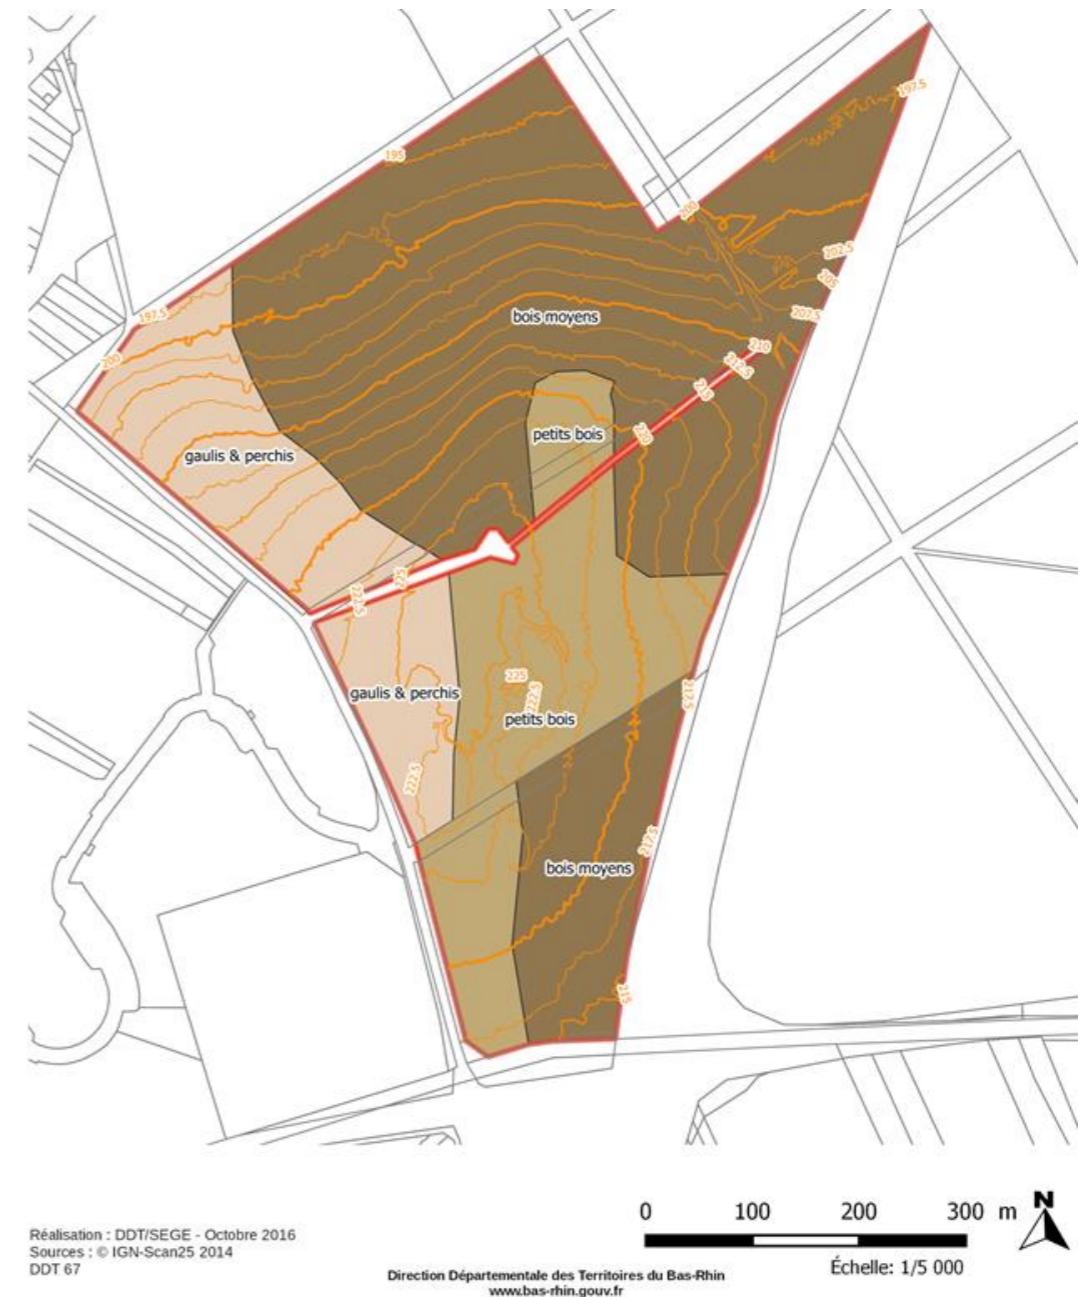 197.5
195
200
202.5
205
197.5
207.5
bois moyens
210
200
212.5
215
petits bois
220
gaulis & perchis
225
227.5
225
gaulis & perchis
217.5
222.5
petits bois
222.5
217.5
bois moyens
215
0 100 200 300 m
N
Échelle: 1/5 000
Réalisation : DDT/SEGE - Octobre 2016
Sources : © IGN-Scan25 2014
DDT 67
Direction Départementale des Territoires du Bas-Rhin
www.bas-rhin.gouv.fr